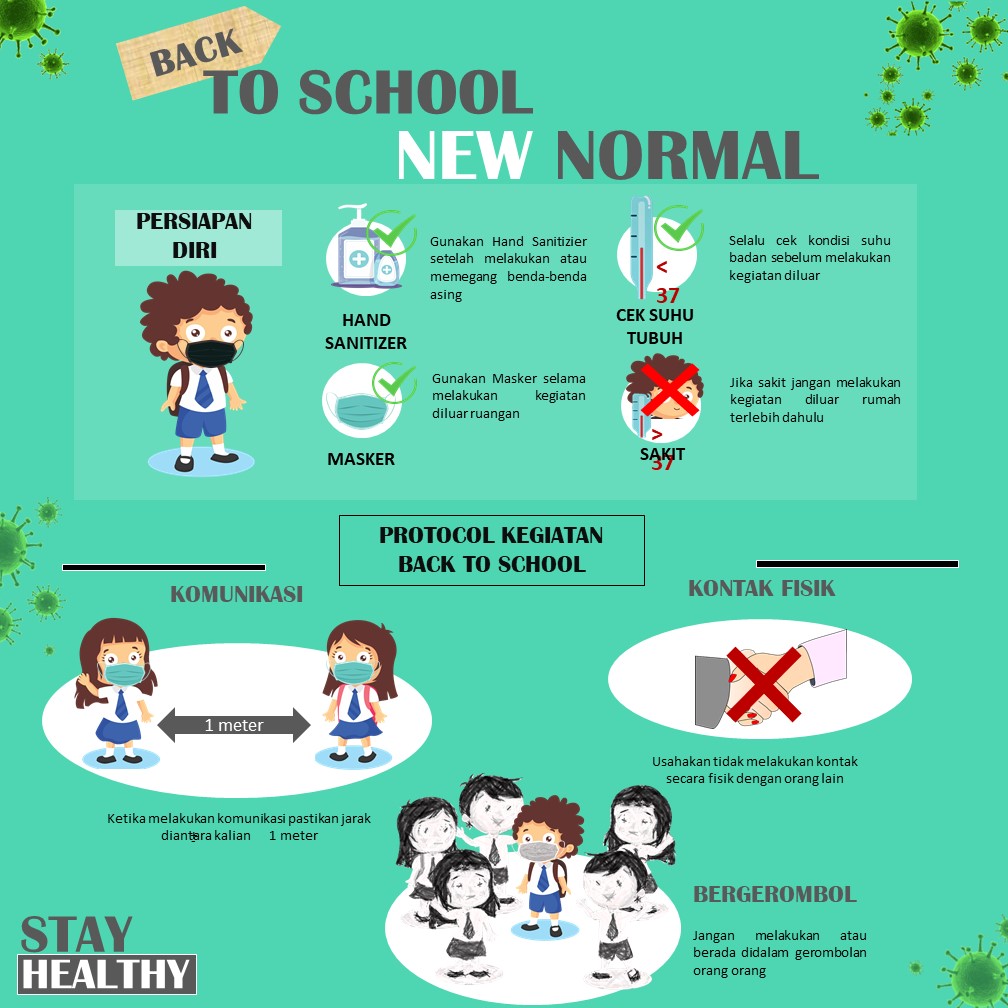 BACK
TO SCHOOL
NEW NORMAL
PERSIAPAN
DIRI
HAND
SANITIZER
Gunakan Hand Sanitizier
setelah melakukan atau
memegang benda-benda
asing
<
37
CEK SUHU
TUBUH
Selalu cek kondisi suhu
badan sebelum melakukan
kegiatan diluar
MASKER
Gunakan Masker selama
melakukan kegiatan
diluar ruangan
>
37
SAKIT
Jika sakit jangan melakukan
kegiatan diluar rumah
terlebih dahulu
PROTOCOL KEGIATAN
BACK TO SCHOOL
KOMUNIKASI
1 meter
Ketika melakukan komunikasi pastikan jarak
diantara kalian 1 meter
KONTAK FISIK
Usahakan tidak melakukan kontak
secara fisik dengan orang lain
BERGEROMBOL
Jangan melakukan atau
berada didalam gerombolan
orang orang
STAY
HEALTHY